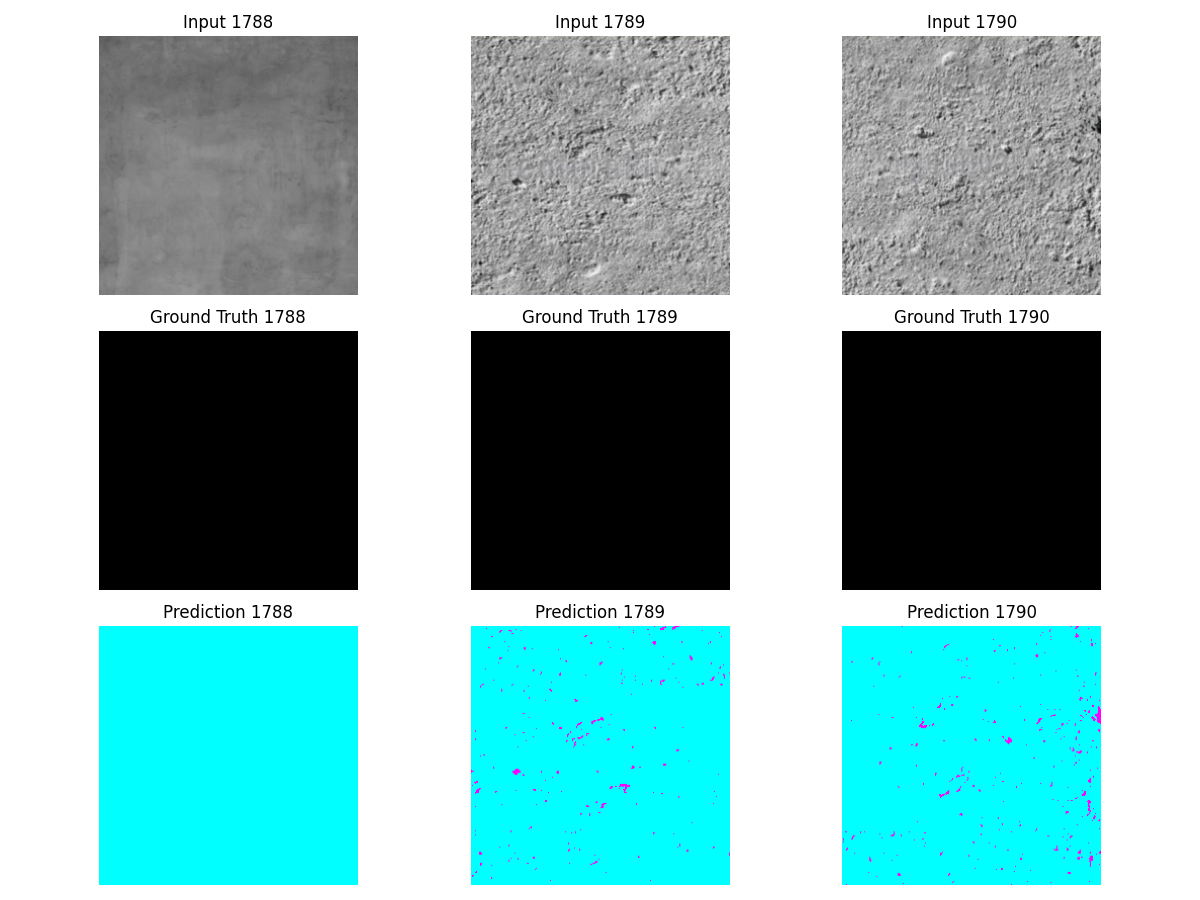 Input 1788
Input 1789
Input 1790
Ground Truth 1788
Ground Truth 1789
Ground Truth 1790
Prediction 1788
Prediction 1789
Prediction 1790